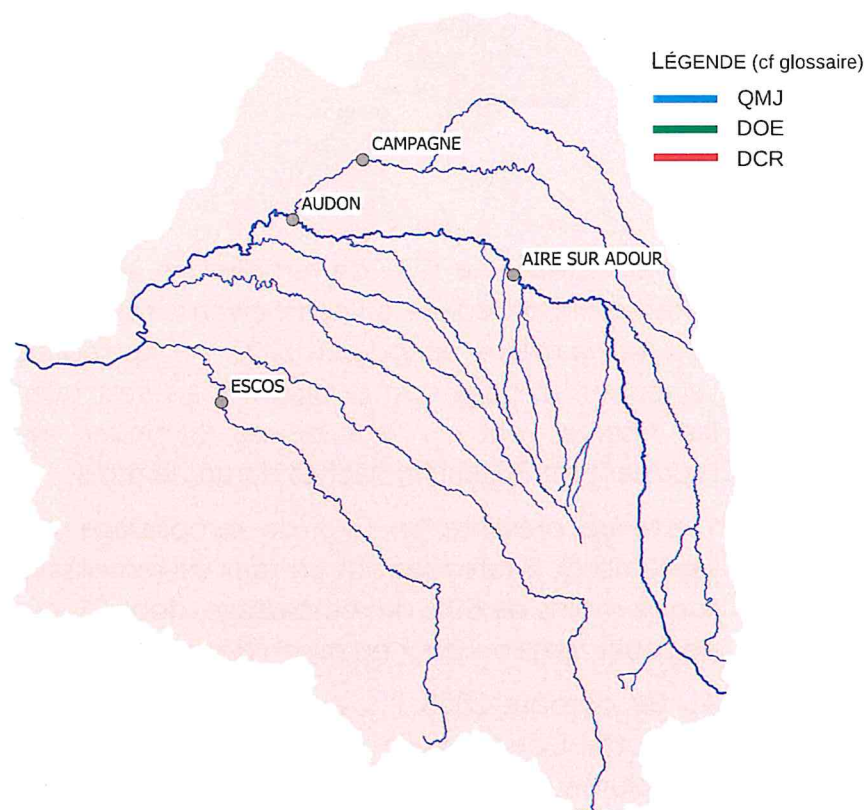 LÉGENDE (cf glossaire)
QMJ
DOE
DCR
CAMPAGNE
AUDON
AIRE SUR ADOUR
ESCOS